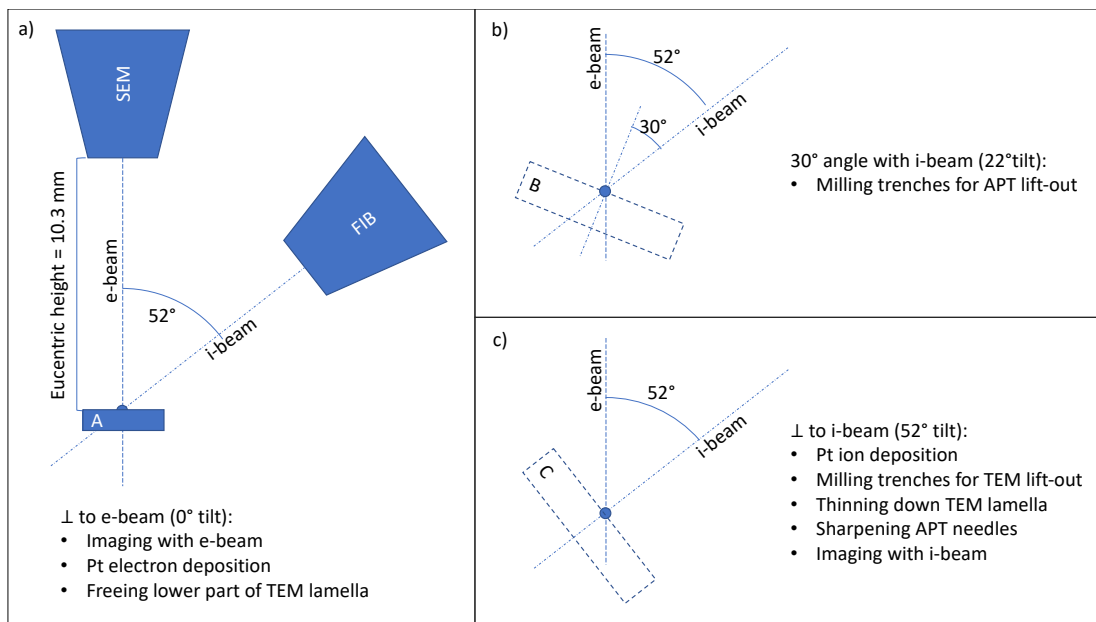 a)
SEM
Eucentric height = 10.3 mm
e-beam
52°
FIB
i-beam
A
⊥ to e-beam (0° tilt):
• Imaging with e-beam
• Pt electron deposition
• Freeing lower part of TEM lamella
b)
e-beam
52°
30°
i-beam
B
30° angle with i-beam (22°tilt):
• Milling trenches for APT lift-out
c)
e-beam
52°
i-beam
C
⊥ to i-beam (52° tilt):
• Pt ion deposition
• Milling trenches for TEM lift-out
• Thinning down TEM lamella
• Sharpening APT needles
• Imaging with i-beam